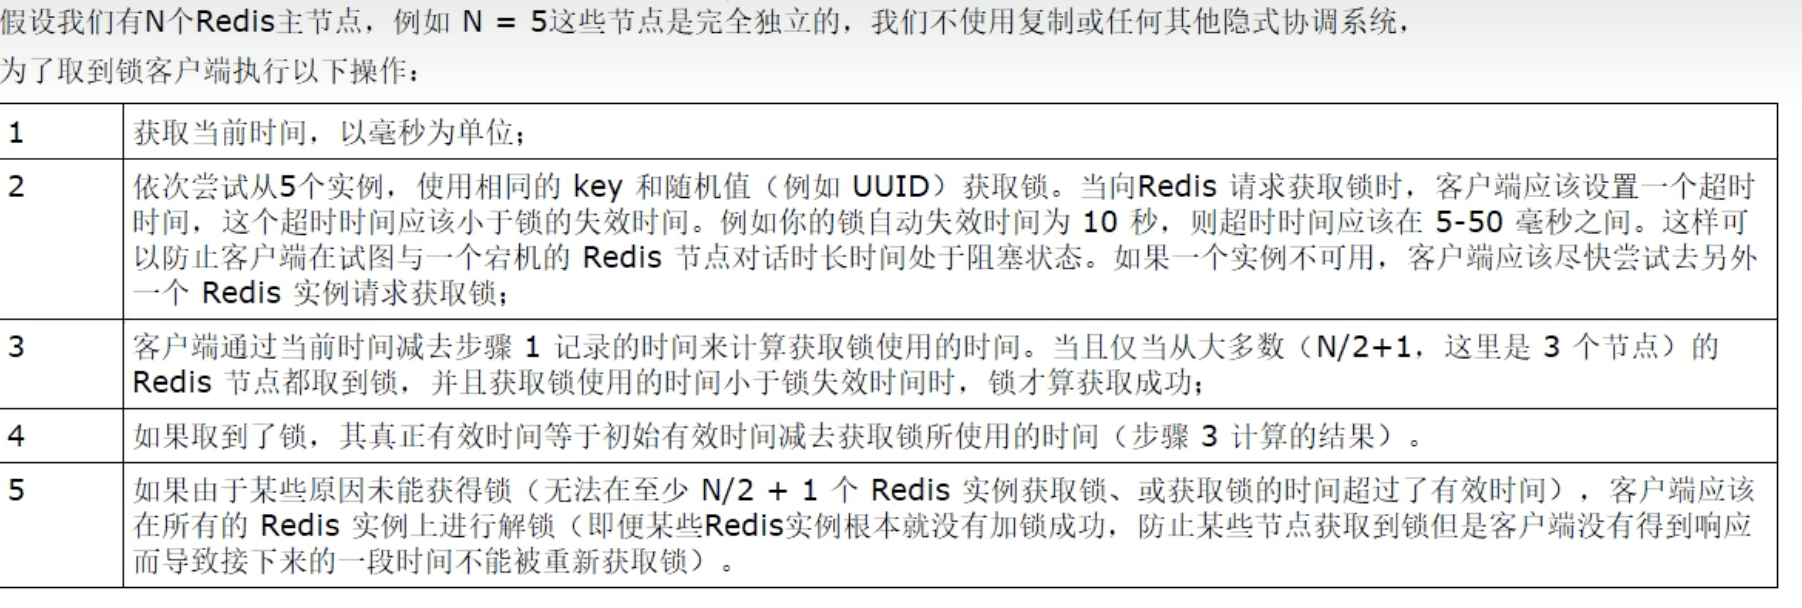 假设我们有N个Redis主节点，例如 N = 5这些节点是完全独立的，我们不使用复制或任何其他隐式协调系统，
为了取到锁客户端执行以下操作：
1 获取当前时间，以毫秒为单位；
2 依次尝试从5个实例，使用相同的 key 和随机值（例如 UUID）获取锁。当向Redis 请求获取锁时，客户端应该设置一个超时
时间，这个超时时间应该小于锁的失效时间。例如你的锁自动失效时间为 10 秒，则超时时间应该在 5-50 毫秒之间。这样可
以防止客户端在试图与一个宕机的 Redis 节点对话时长时间处于阻塞状态。如果一个实例不可用，客户端应该尽快尝试去另外
一个 Redis 实例请求获取锁；
3 客户端通过当前时间减去步骤 1 记录的时间来计算获取锁使用的时间。当且仅当从大多数（N/2+1，这里是 3 个节点）的
Redis 节点都取到锁，并且获取锁使用的时间小于锁失效时间时，锁才算获取成功；
4 如果取到了锁，其真正有效时间等于初始有效时间减去获取锁所使用的时间（步骤 3 计算的结果）。
5 如果由于某些原因未能获得锁（无法在至少 N/2 + 1 个 Redis 实例获取锁、或获取锁的时间超过了有效时间），客户端应该
在所有的 Redis 实例上进行解锁（即便某些Redis实例根本就没有加锁成功，防止某些节点获取到锁但是客户端没有得到响应
而导致接下来的一段时间不能被重新获取锁）。